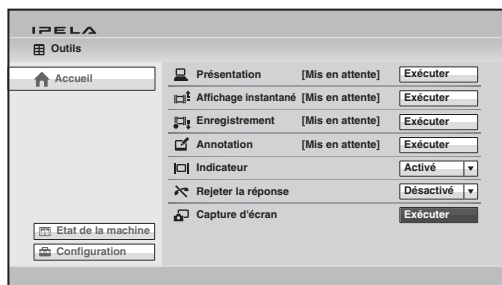 IPELA
Outils
Accueil
Présentation [Mis en attente] Exécuter
Affichage instantané [Mis en attente] Exécuter
Enregistrement [Mis en attente] Exécuter
Annotation [Mis en attente] Exécuter
Indicateur Activé
Rejeter la réponse Désactivé
Capture d'écran Exécuter
Etat de la machine
Configuration